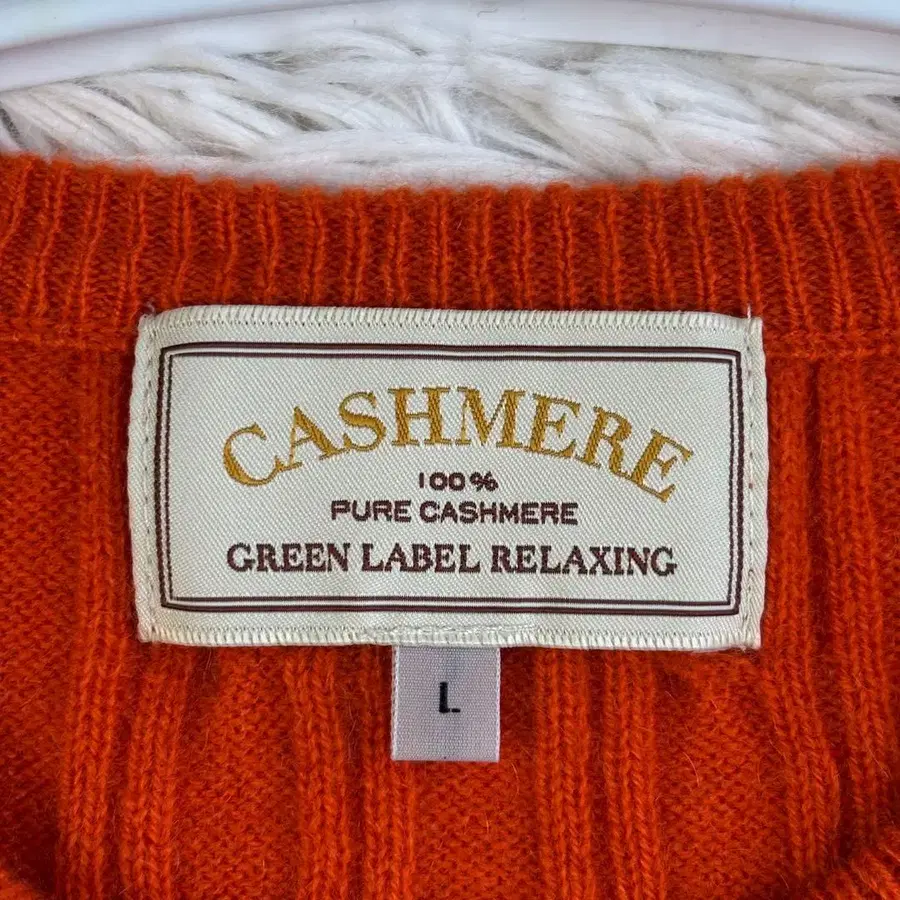 CASHMERE
100%
PURE CASHMERE
GREEN LABEL RELAXING
L